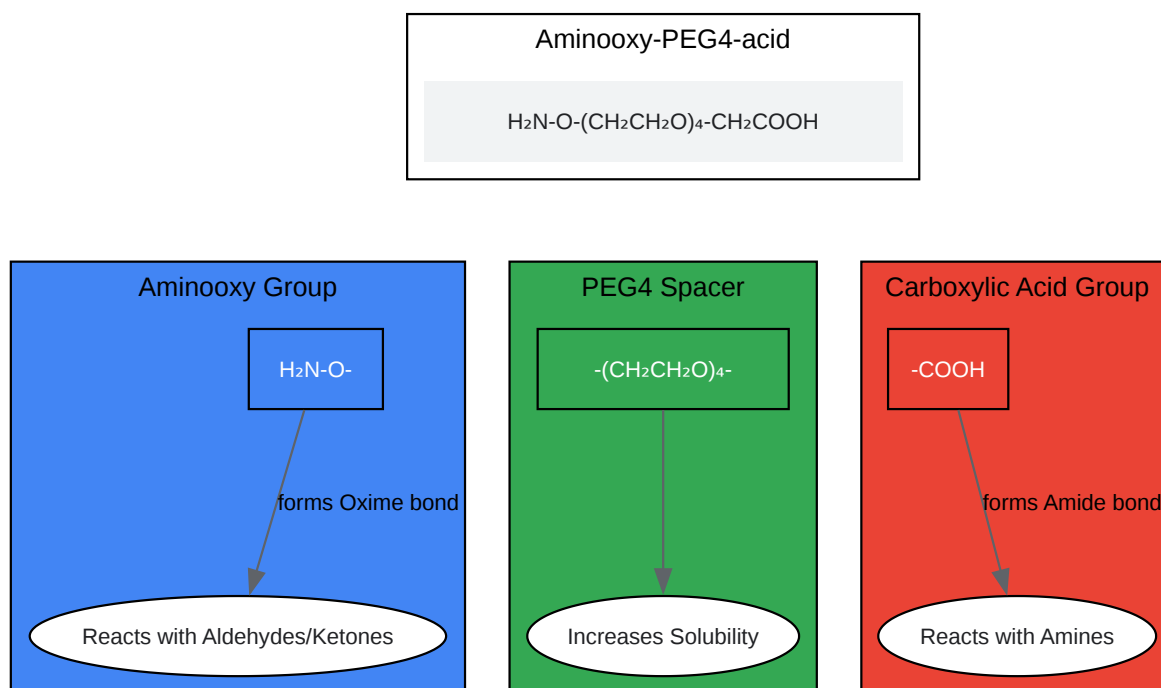 Aminooxy-PEG4-acid
H₂N-O-(CH₂CH₂O)₄-CH₂COOH
Aminooxy Group
PEG4 Spacer
Carboxylic Acid Group
H₂N-O-
-(CH₂CH₂O)₄-
-COOH
forms Oxime bond
forms Amide bond
Reacts with Aldehydes/Ketones
Increases Solubility
Reacts with Amines